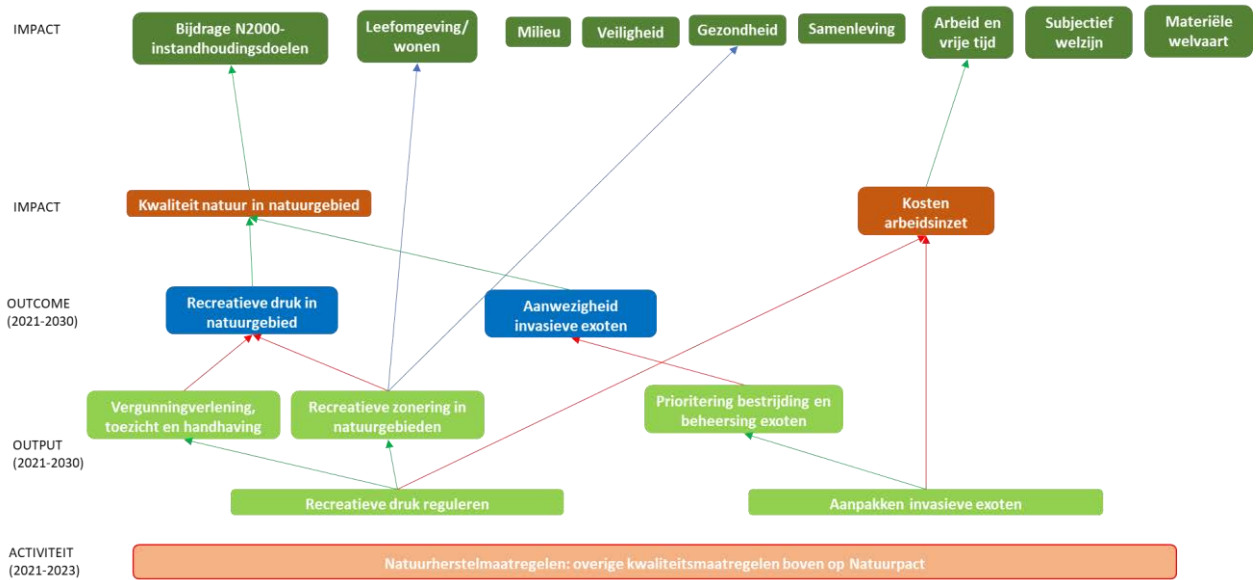 IMPACT
Bijdrage N2000-
instandhoudingsdoelen
Leefomgeving/
wonen
Milieu
Veiligheid
Gezondheid
Samenleving
Arbeid en
vrije tijd
Subjectief
welzijn
Materiële
welvaart
IMPACT
Kwaliteit natuur in natuurgebied
Kosten
arbeidsinzet
OUTCOME
(2021-2030)
Recreatieve druk in
natuurgebied
Aanwezigheid
invasieve exoten
Vergunningverlening,
toezicht en handhaving
Recreatieve zonering in
natuurgebieden
Prioritering bestrijding en
beheersing exoten
OUTPUT
(2021-2030)
Recreatieve druk reguleren
Aanpakken invasieve exoten
ACTIVITEIT
(2021-2023)
Natuurherstelmaatregelen: overige kwaliteitsmaatregelen boven op Natuurpact